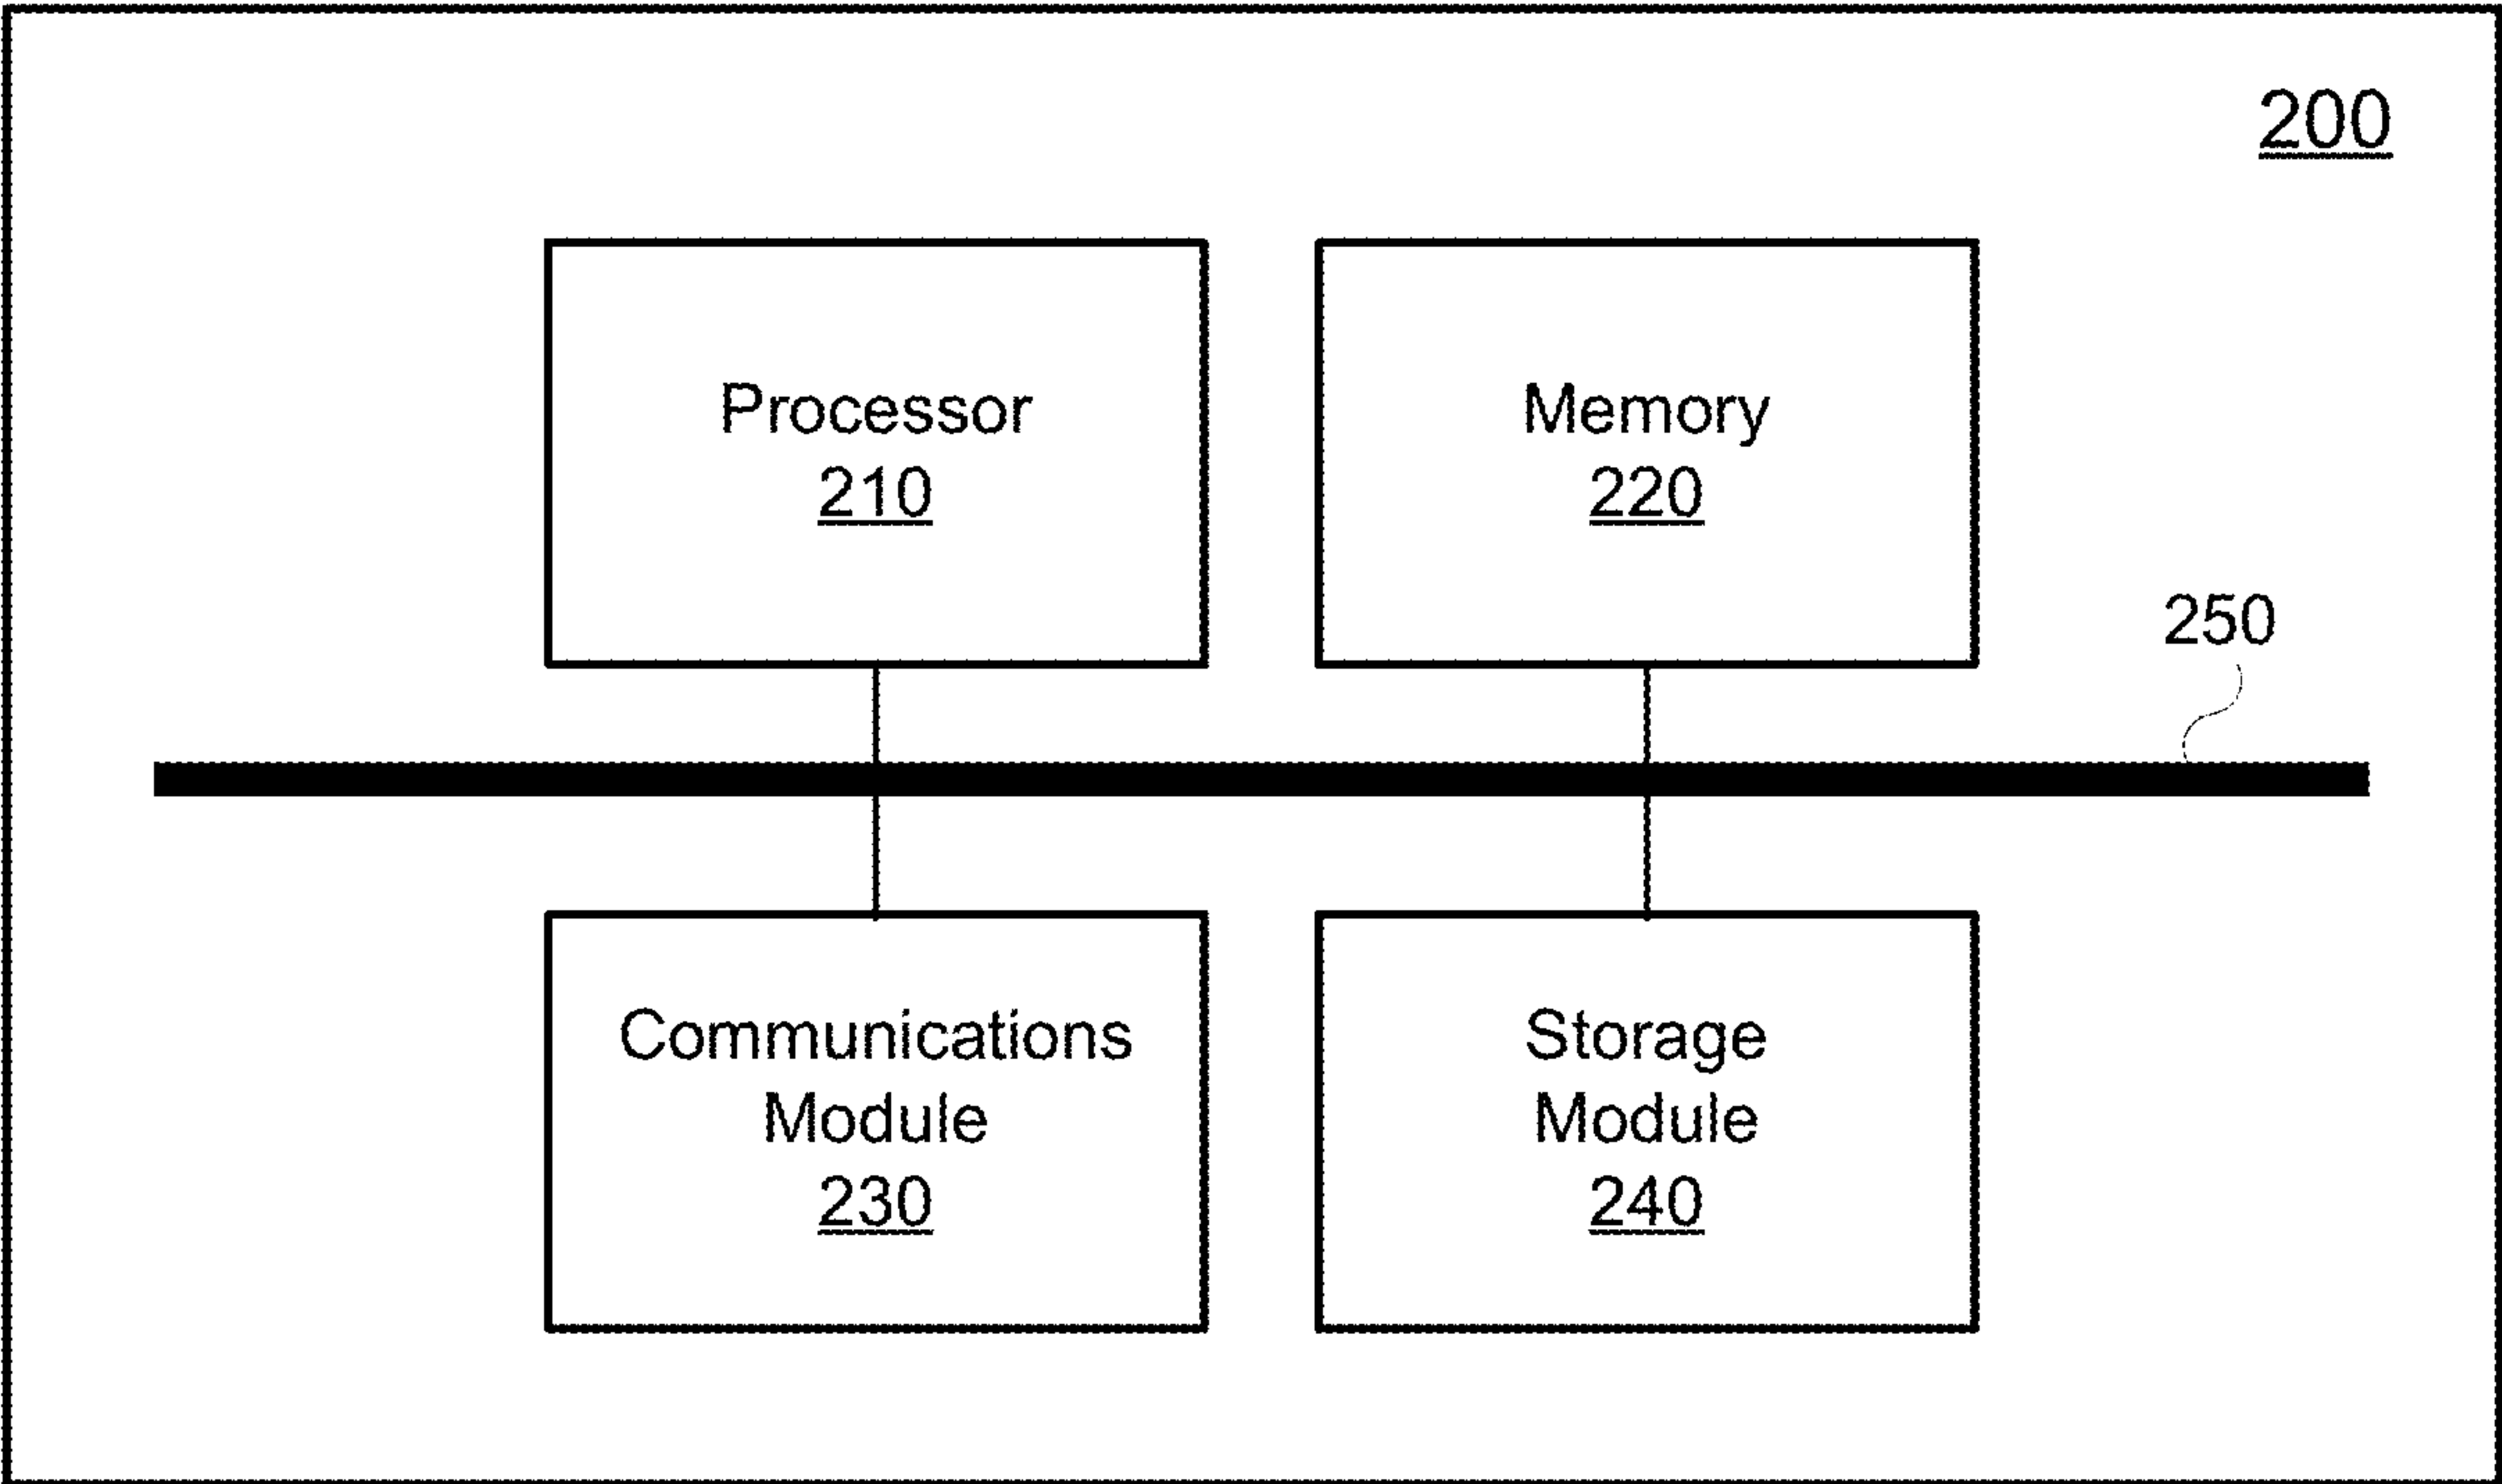 200
Processor
210
Memory
220
250
Communications
Module
230
Storage
Module
240